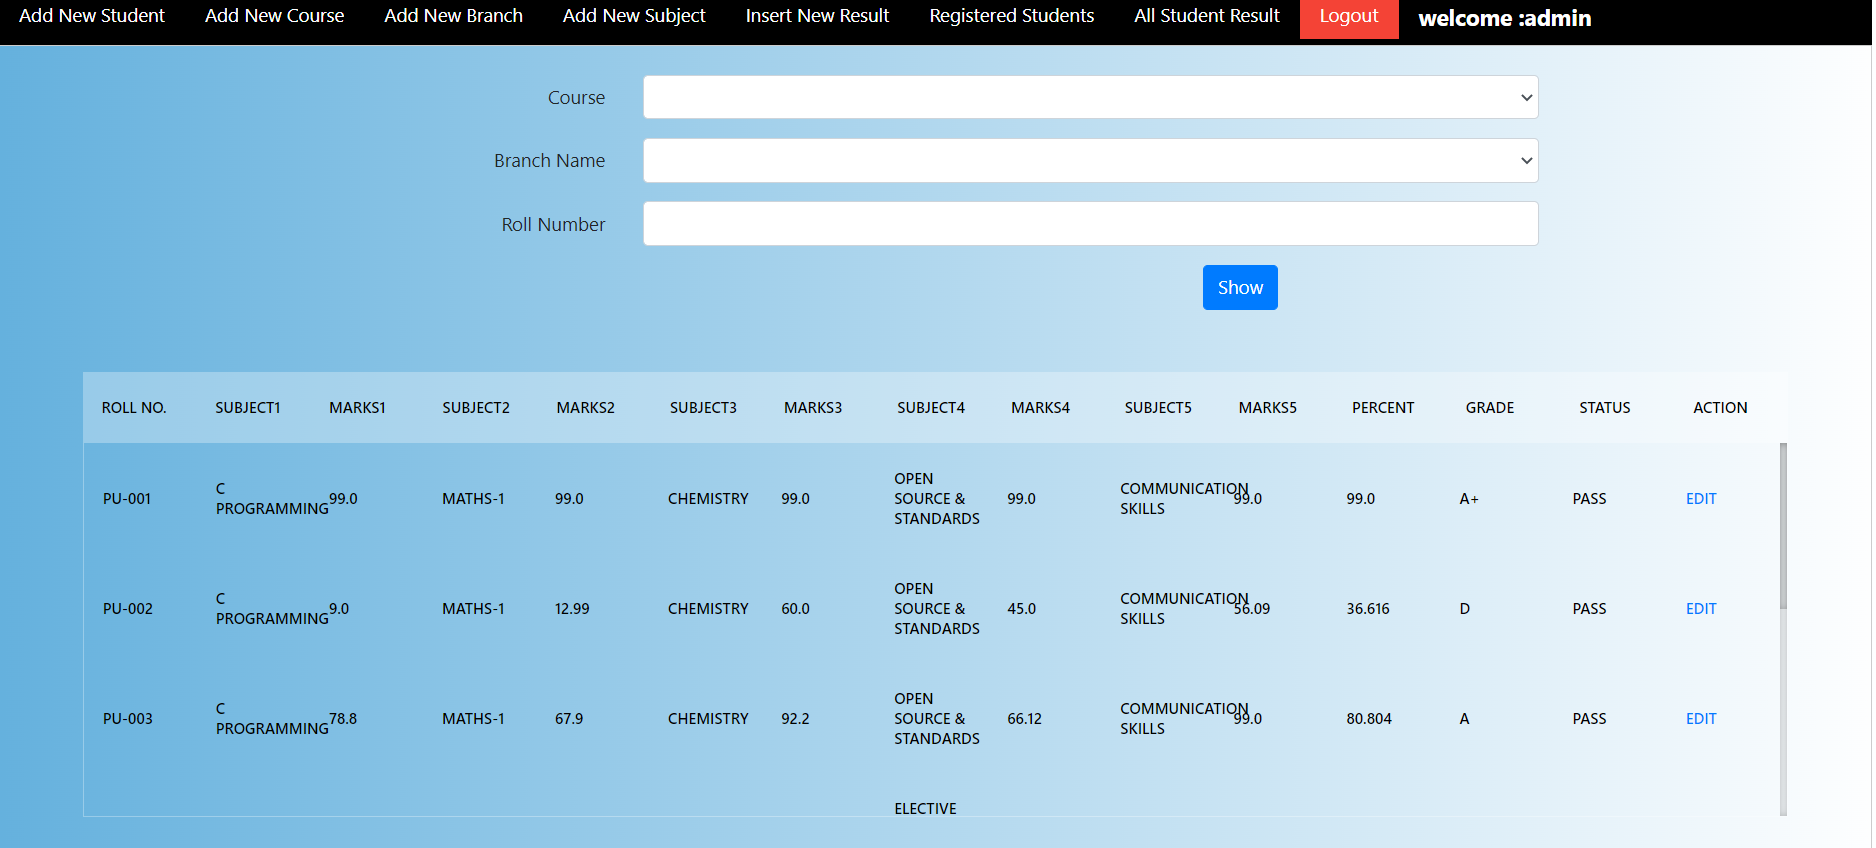 Add New Student Add New Course Add New Branch Add New Subject Insert New Result Registered Students All Student Result Logout welcome :admin
Course
Branch Name
Roll Number
Show
ROLL NO. SUBJECT1 MARKS1 SUBJECT2 MARKS2 SUBJECT3 MARKS3 SUBJECT4 MARKS4 SUBJECT5 MARKS5 PERCENT GRADE STATUS ACTION
PU-001 C PROGRAMMING 99.0 MATHS-1 99.0 CHEMISTRY 99.0 OPEN SOURCE & STANDARDS 99.0 COMMUNICATION SKILLS 99.0 99.0 A+ PASS EDIT
PU-002 C PROGRAMMING 9.0 MATHS-1 12.99 CHEMISTRY 60.0 OPEN SOURCE & STANDARDS 45.0 COMMUNICATION SKILLS 56.09 36.616 D PASS EDIT
PU-003 C PROGRAMMING 78.8 MATHS-1 67.9 CHEMISTRY 92.2 OPEN SOURCE & STANDARDS 66.12 COMMUNICATION SKILLS 99.0 80.804 A PASS EDIT
ELECTIVE